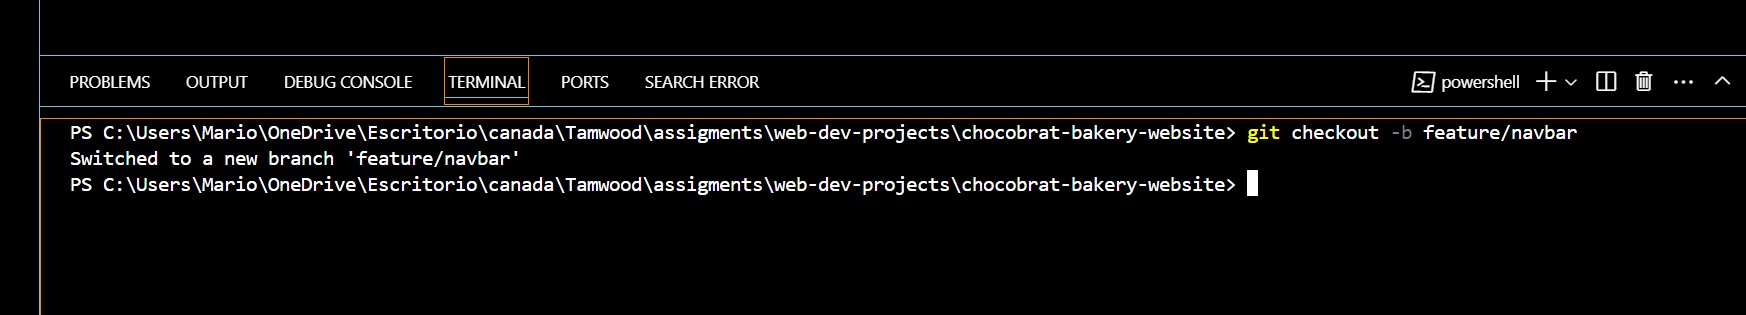 PROBLEMS OUTPUT DEBUG CONSOLE TERMINAL PORTS SEARCH ERROR powershell
PS C:\Users\Mario\OneDrive\Escritorio\canada\Tamwood\assigments\web-dev-projects\chocobrat-bakery-website> git checkout -b feature/navbar
Switched to a new branch 'feature/navbar'
PS C:\Users\Mario\OneDrive\Escritorio\canada\Tamwood\assigments\web-dev-projects\chocobrat-bakery-website>